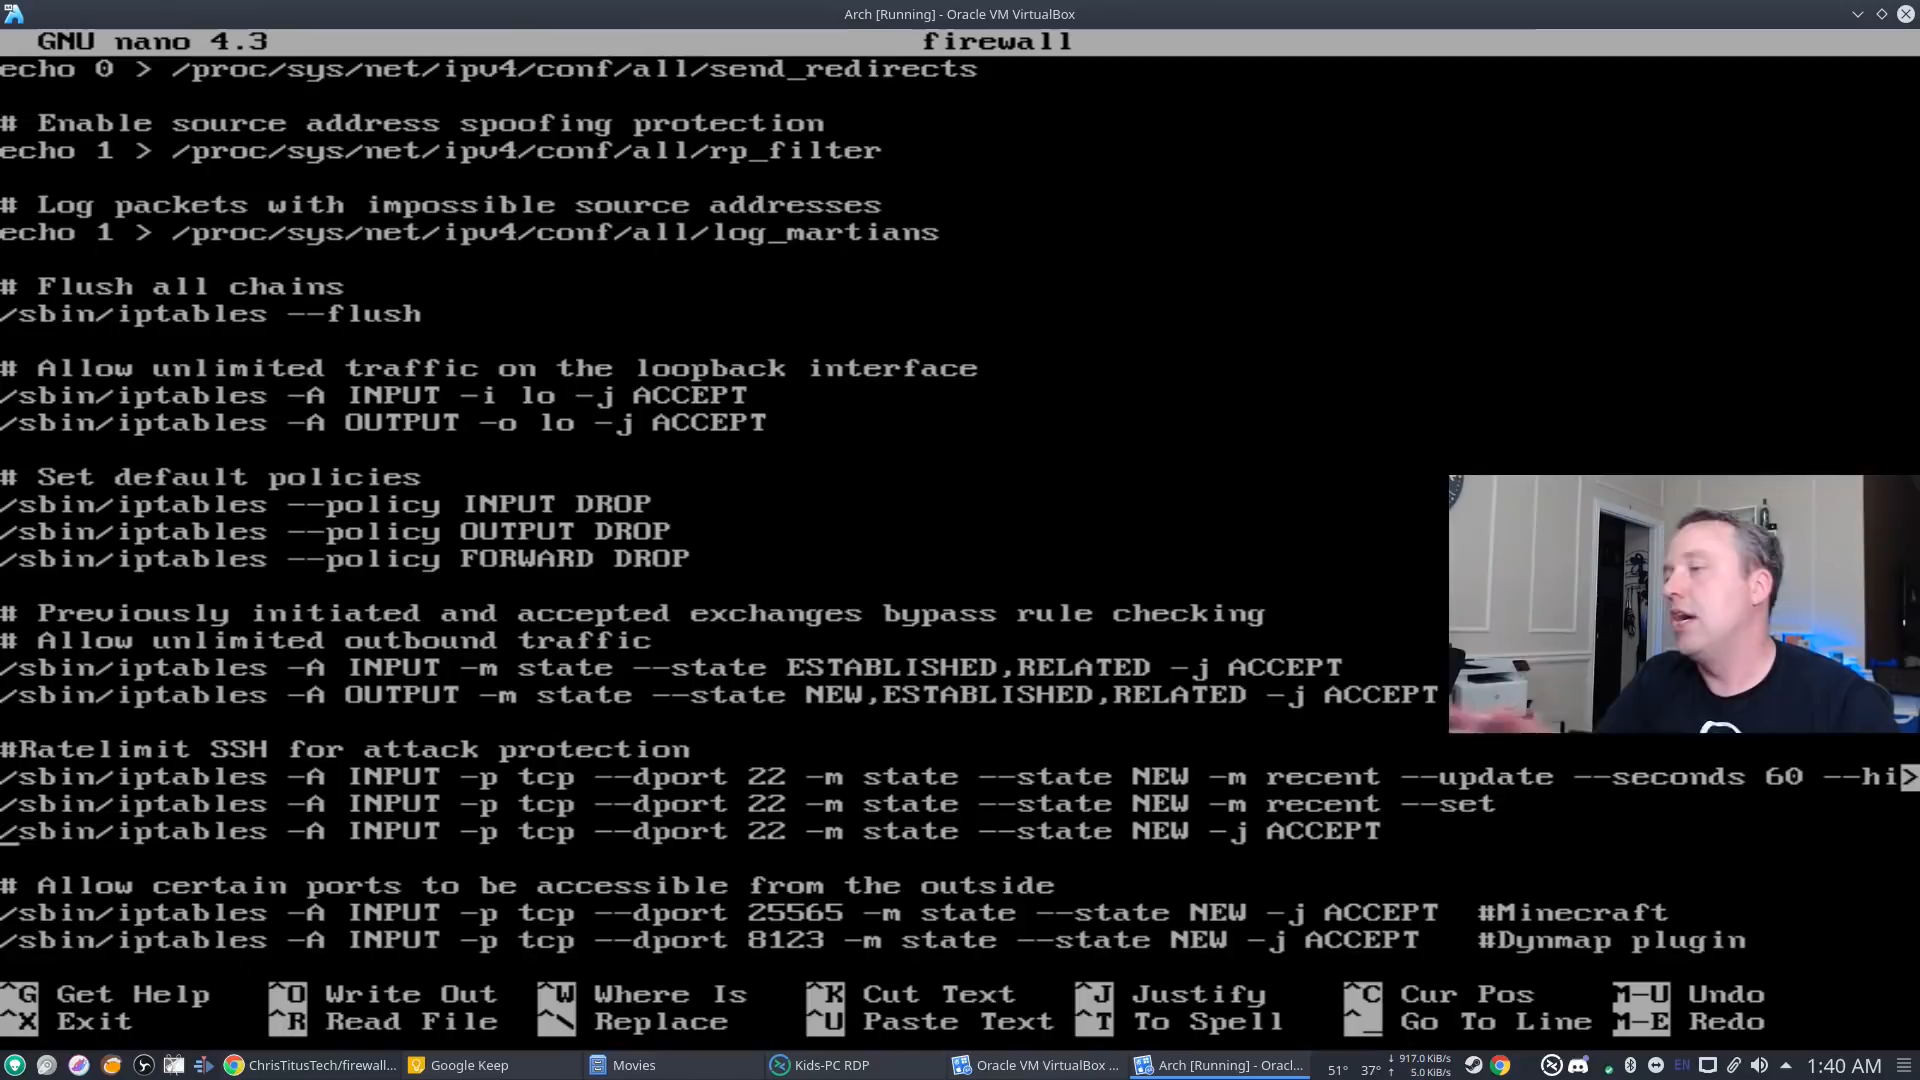 Arch [Running] - Oracle VM VirtualBox
GNU nano 4.3 firewall
echo 0 > /proc/sys/net/ipv4/conf/all/send_redirects
# Enable source address spoofing protection
echo 1 > /proc/sys/net/ipv4/conf/all/rp_filter
# Log packets with impossible source addresses
echo 1 > /proc/sys/net/ipv4/conf/all/log_martians
# Flush all chains
/sbin/iptables --flush
# Allow unlimited traffic on the loopback interface
/sbin/iptables -A INPUT -i lo -j ACCEPT
/sbin/iptables -A OUTPUT -o lo -j ACCEPT
# Set default policies
/sbin/iptables --policy INPUT DROP
/sbin/iptables --policy OUTPUT DROP
/sbin/iptables --policy FORWARD DROP
# Previously initiated and accepted exchanges bypass rule checking
# Allow unlimited outbound traffic
/sbin/iptables -A INPUT -m state --state ESTABLISHED,RELATED -j ACCEPT
/sbin/iptables -A OUTPUT -m state --state NEW,ESTABLISHED,RELATED -j ACCEPT
#Ratelimit SSH for attack protection
/sbin/iptables -A INPUT -p tcp --dport 22 -m state --state NEW -m recent --update --seconds 60 --hi>
/sbin/iptables -A INPUT -p tcp --dport 22 -m state --state NEW -m recent --set
/sbin/iptables -A INPUT -p tcp --dport 22 -m state --state NEW -j ACCEPT
# Allow certain ports to be accessible from the outside
/sbin/iptables -A INPUT -p tcp --dport 25565 -m state --state NEW -j ACCEPT #Minecraft
/sbin/iptables -A INPUT -p tcp --dport 8123 -m state --state NEW -j ACCEPT #Dynmap plugin
^G Get Help ^O Write Out ^W Where Is ^K Cut Text ^J Justify ^C Cur Pos M-U Undo
^X Exit ^R Read File ^\ Replace ^U Paste Text ^T To Spell ^_ Go To Line M-E Redo
ChrisTitusTech/firewall... Google Keep Movies Kids-PC RDP Oracle VM VirtualBox ... Arch [Running] - Oracl... 51° 37° ↓ 917.0 KiB/s ↑ 5.0 KiB/s EN 1:40 AM